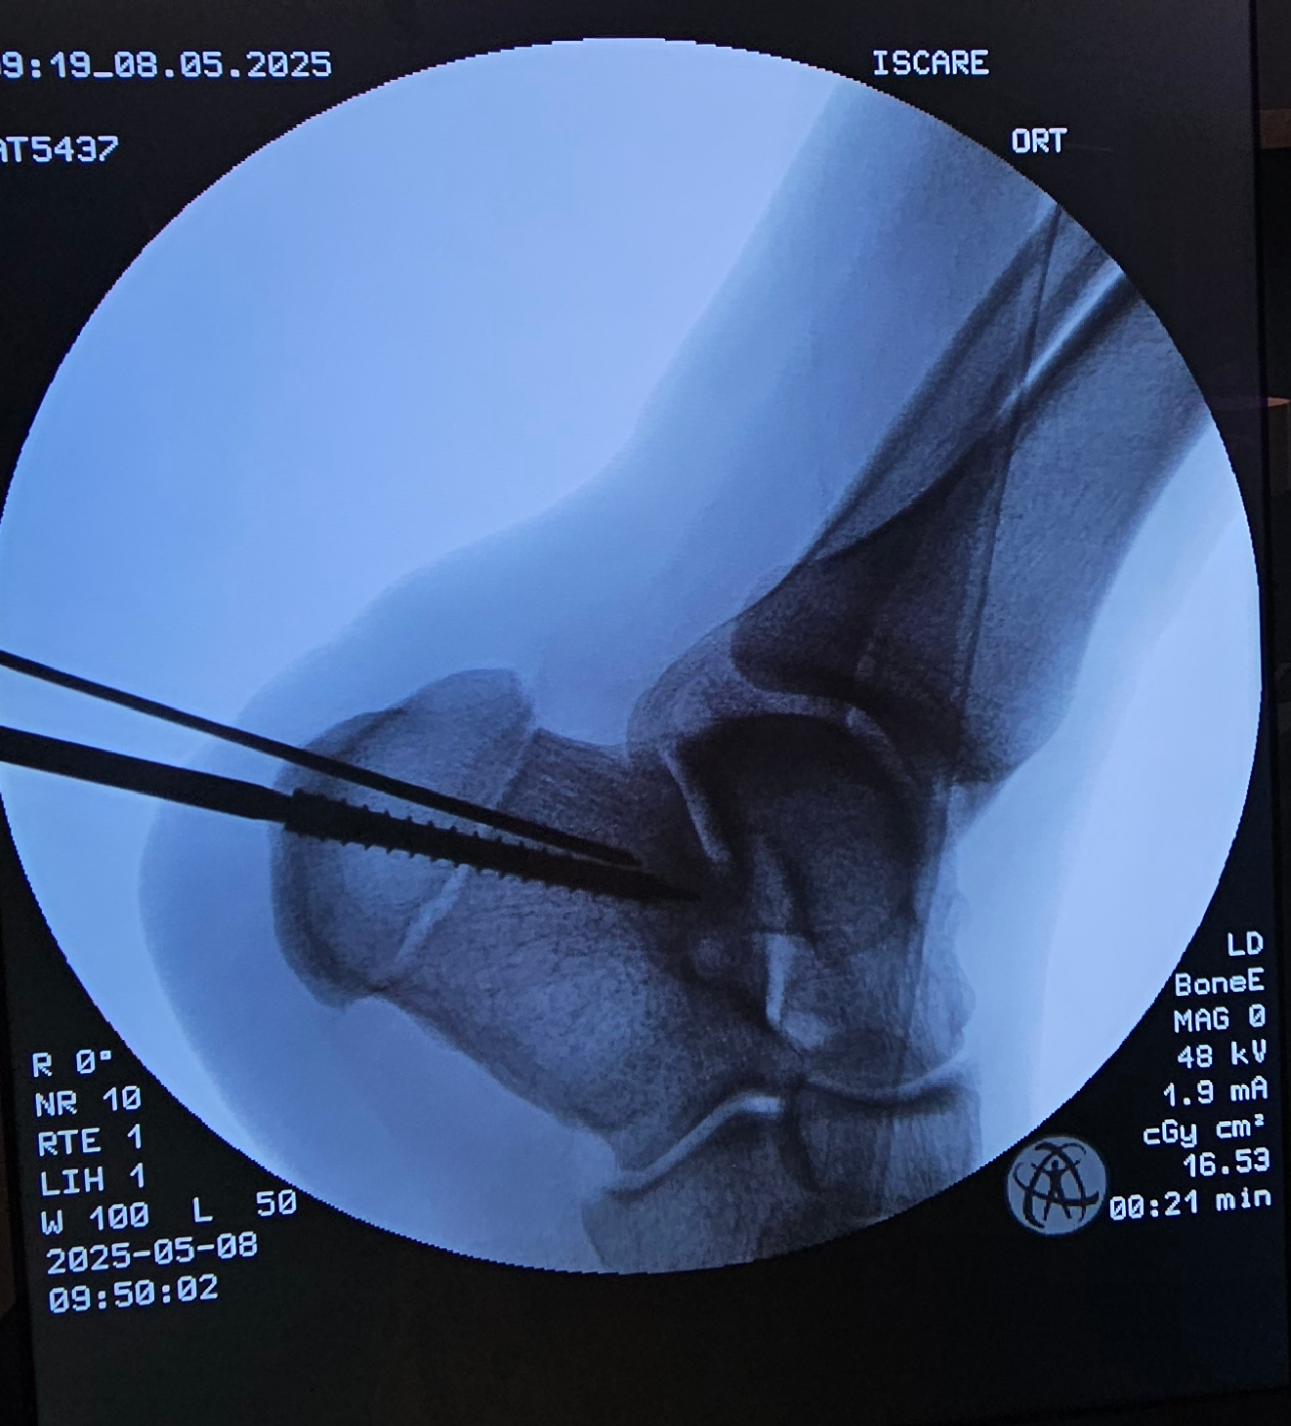 9:19_08.05.2025
ISCARE
AT5437
ORT
LD
BoneE
MAG 0
48 kV
1.9 mA
cGy cm²
16.53
00:21 min
R 0°
NR 10
RTE 1
LIH 1
W 100 L 50
2025-05-08
09:50:02